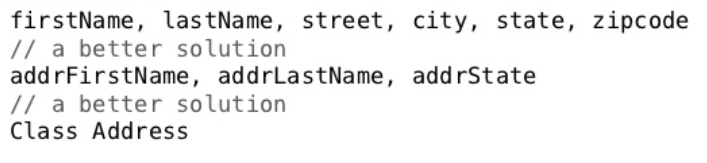 firstName, lastName, street, city, state, zipcode
// a better solution
addrFirstName, addrLastName, addrState
// a better solution
Class Address